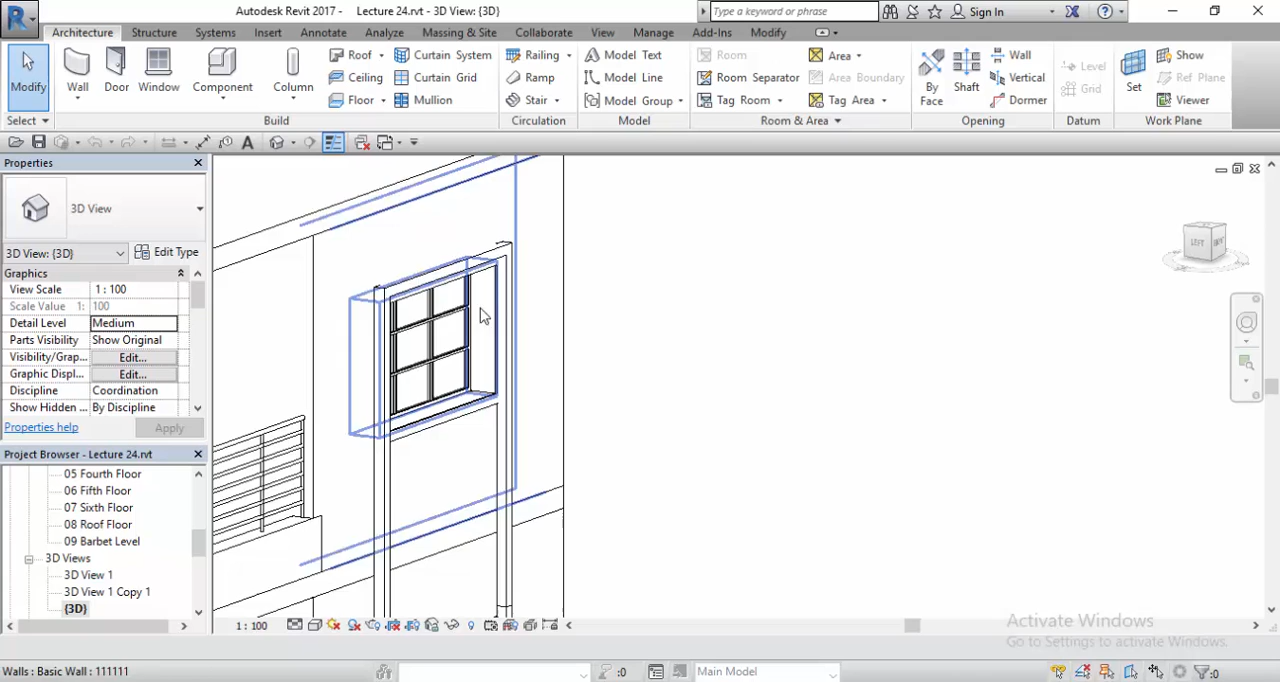 Autodesk Revit 2017 - Lecture 24.rvt - 3D View: {3D}
Type a keyword or phrase
Sign In
Architecture Structure Systems Insert Annotate Analyze Massing & Site Collaborate View Manage Add-Ins Modify
Modify
Wall
Door
Window
Component
Column
Roof
Ceiling
Floor
Curtain System
Curtain Grid
Mullion
Railing
Ramp
Stair
Model Text
Model Line
Model Group
Room
Room Separator
Tag Room
Area
Area Boundary
Tag Area
By
Face
Shaft
Wall
Vertical
Dormer
Level
Grid
Set
Show
Ref Plane
Viewer
Select
Build
Circulation
Model
Room & Area
Opening
Datum
Work Plane
Properties
3D View
3D View: {3D} Edit Type
Graphics
View Scale 1 : 100
Scale Value 1: 100
Detail Level Medium
Parts Visibility Show Original
Visibility/Grap... Edit...
Graphic Displ... Edit...
Discipline Coordination
Show Hidden By Discipline
Properties help Apply
Project Browser - Lecture 24.rvt
05 Fourth Floor
06 Fifth Floor
07 Sixth Floor
08 Roof Floor
09 Barbet Level
3D Views
3D View 1
3D View 1 Copy 1
{3D}
LEFT
1 : 100
Activate Windows
Go to Settings to activate Windows.
Walls : Basic Wall : 111111
:0
Main Model
:0